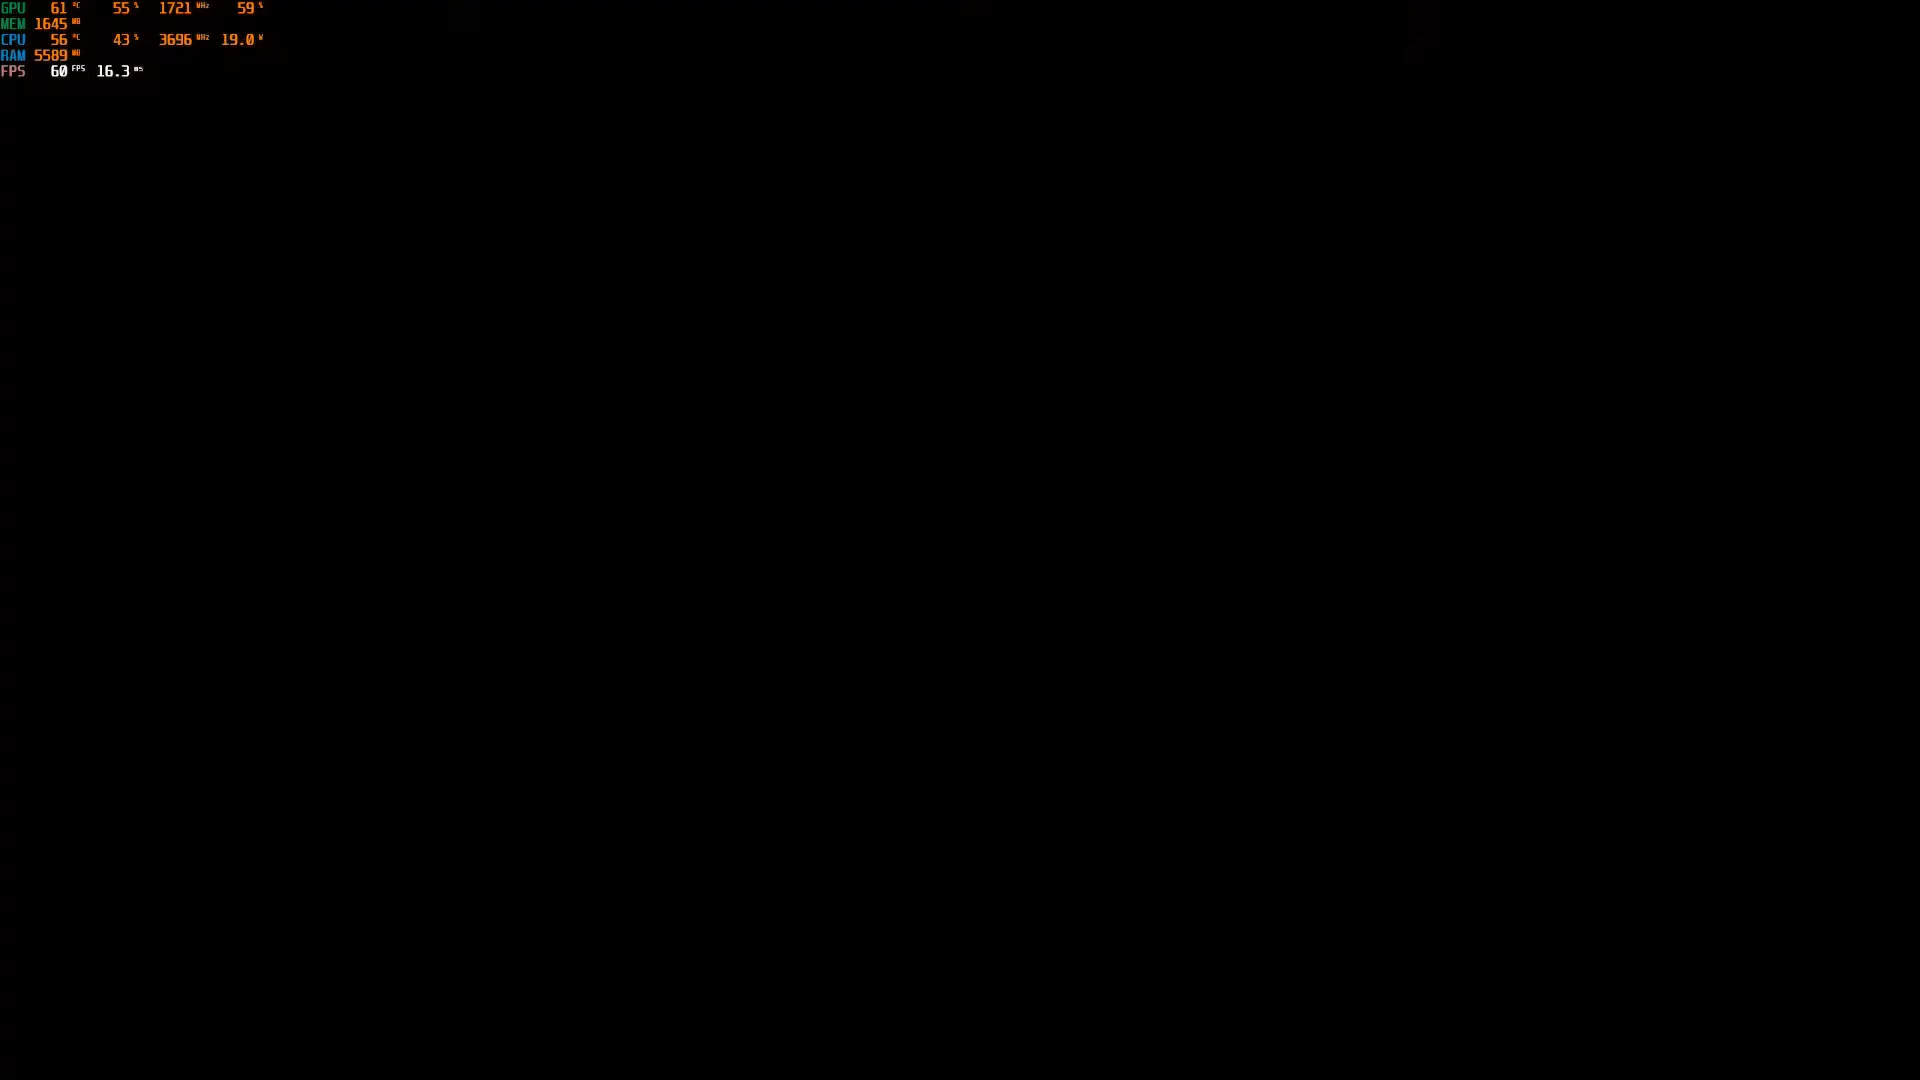 GPU 61 °C 55 % 1721 MHz 59 %
MEM 1645 MB
CPU 56 °C 43 % 3696 MHz 19.0 W
RAM 5589 MB
FPS 60 FPS 16.3 ms